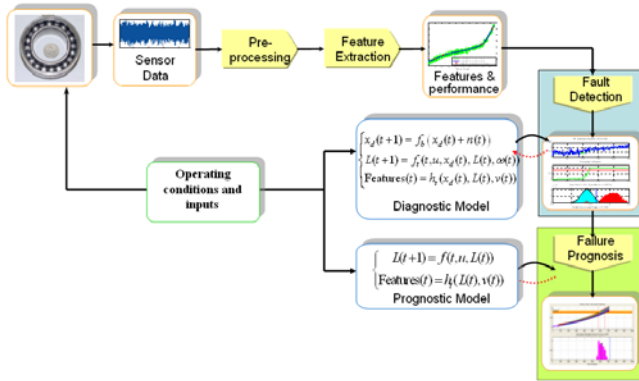 Sensor
Data
Pre-
processing
Feature
Extraction
Features &
performance
Fault
Detection
Operating
conditions and
inputs
x_d(t+1) = f_b(x_d(t) + n(t))
L(t+1) = f_t(t, u, x_d(t), L(t), ω(t))
Features(t) = h_t(x_d(t), L(t), v(t))
Diagnostic Model
L(t+1) = f(t, u, L(t))
Features(t) = h(L(t), v(t))
Prognostic Model
Failure
Prognosis